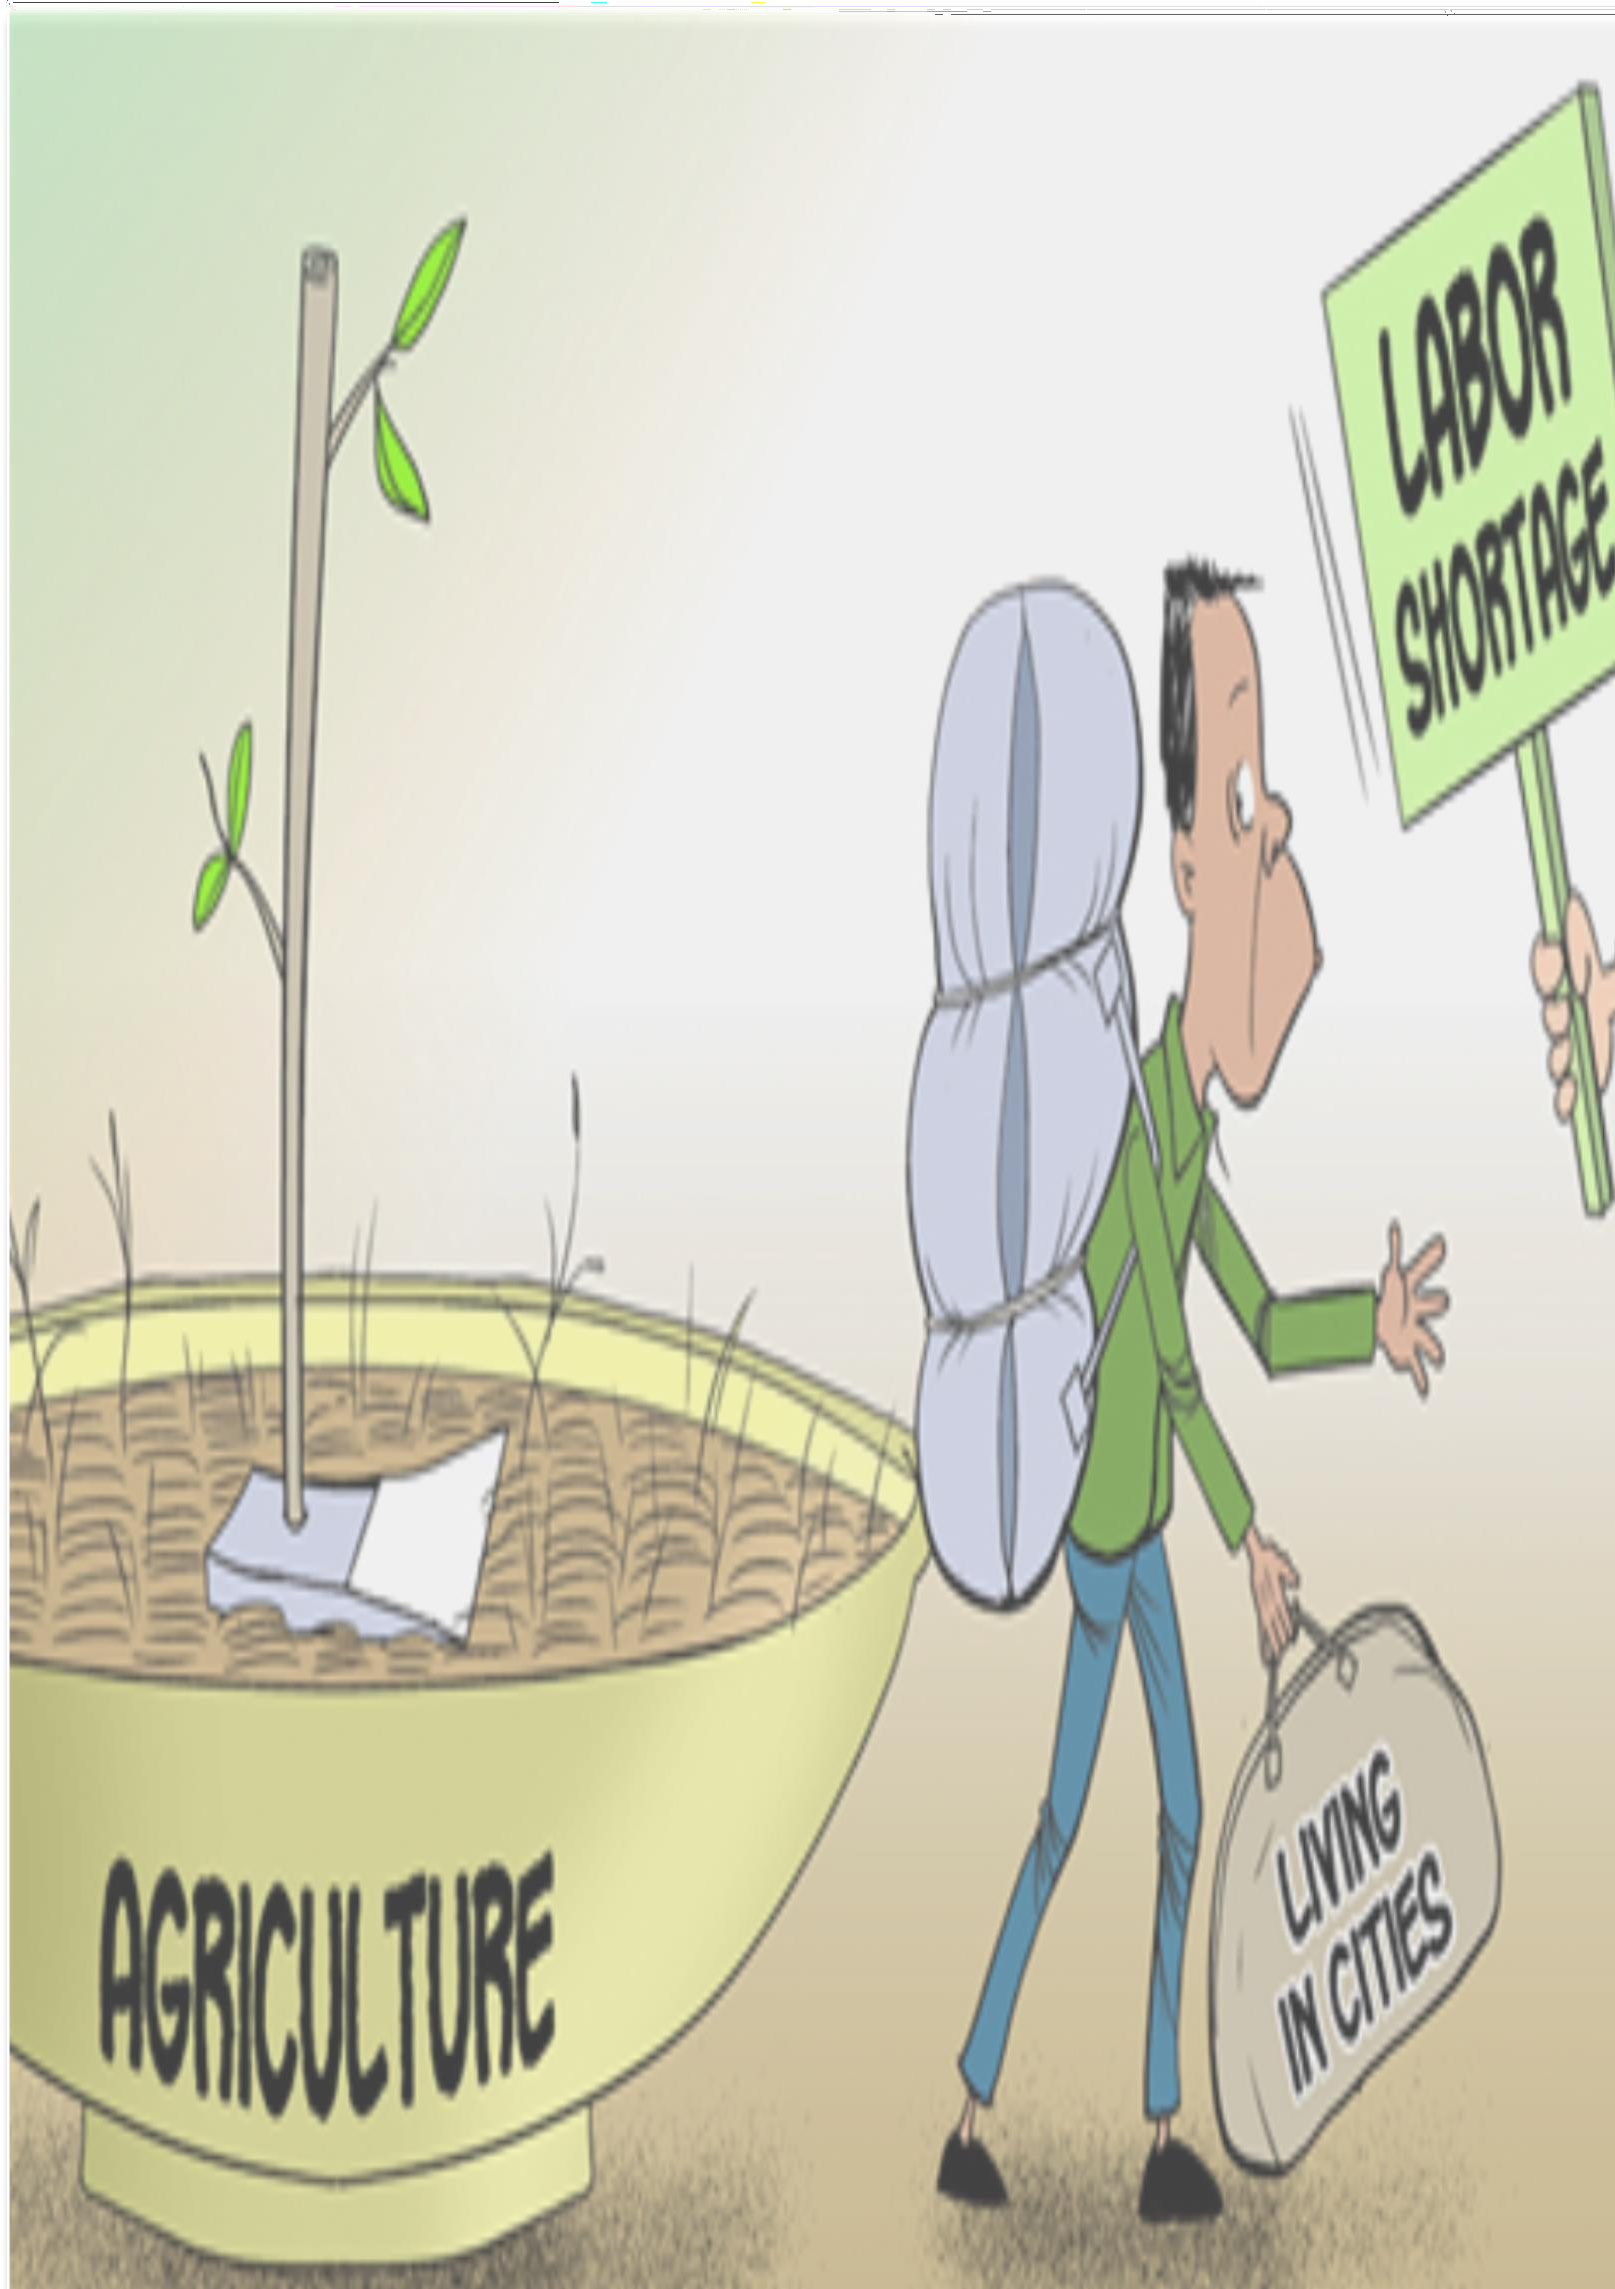 LABOR
SHORTAGE
AGRICULTURE
LIVING
IN CITIES